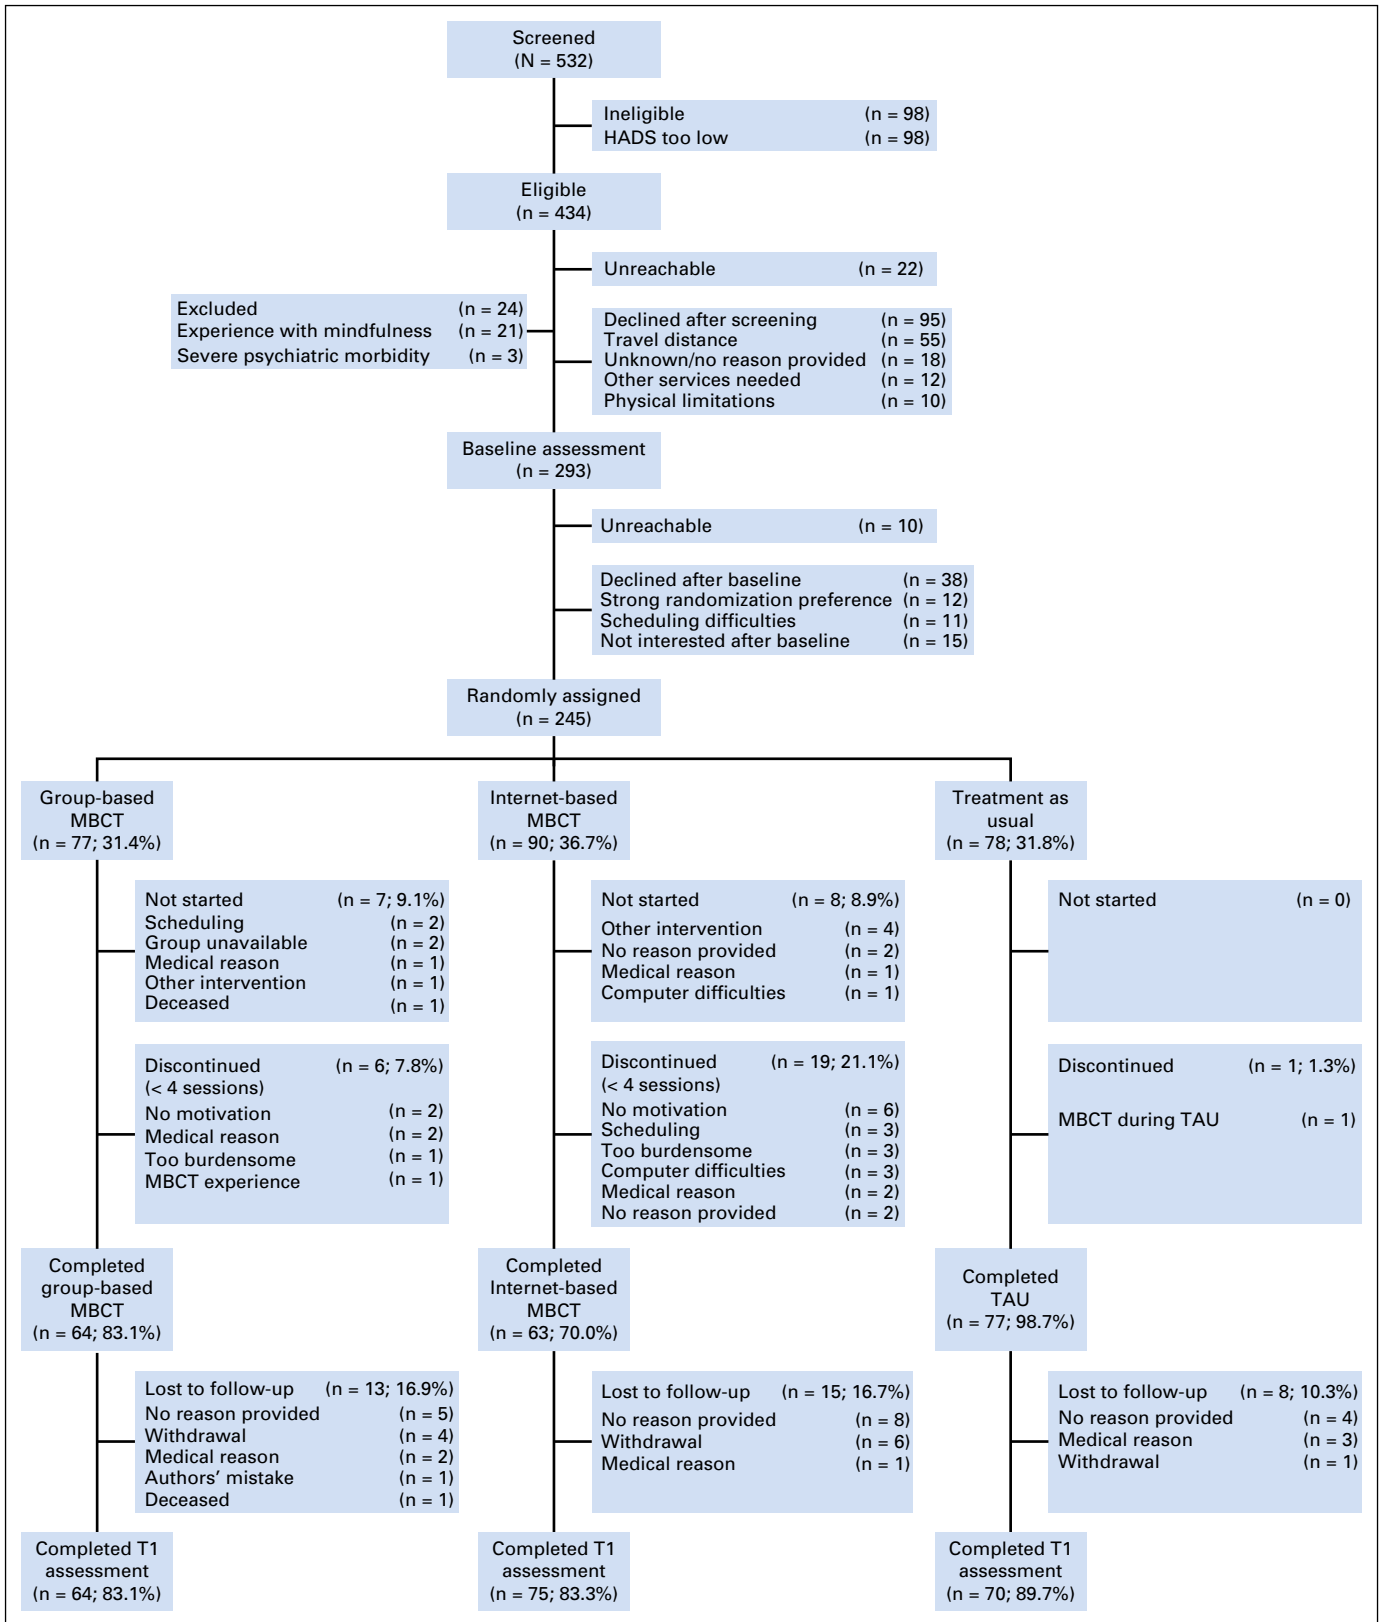 Screened
(N = 532)
Ineligible (n = 98)
HADS too low (n = 98)
Eligible
(n = 434)
Unreachable (n = 22)
Excluded (n = 24)
Experience with mindfulness (n = 21)
Severe psychiatric morbidity (n = 3)
Declined after screening (n = 95)
Travel distance (n = 55)
Unknown/no reason provided (n = 18)
Other services needed (n = 12)
Physical limitations (n = 10)
Baseline assessment
(n = 293)
Unreachable (n = 10)
Declined after baseline (n = 38)
Strong randomization preference (n = 12)
Scheduling difficulties (n = 11)
Not interested after baseline (n = 15)
Randomly assigned
(n = 245)
Group-based
MBCT
(n = 77; 31.4%)
Internet-based
MBCT
(n = 90; 36.7%)
Treatment as
usual
(n = 78; 31.8%)
Not started (n = 7; 9.1%)
Scheduling (n = 2)
Group unavailable (n = 2)
Medical reason (n = 1)
Other intervention (n = 1)
Deceased (n = 1)
Not started (n = 8; 8.9%)
Other intervention (n = 4)
No reason provided (n = 2)
Medical reason (n = 1)
Computer difficulties (n = 1)
Not started (n = 0)
Discontinued (n = 6; 7.8%)
(< 4 sessions)
No motivation (n = 2)
Medical reason (n = 2)
Too burdensome (n = 1)
MBCT experience (n = 1)
Discontinued (n = 19; 21.1%)
(< 4 sessions)
No motivation (n = 6)
Scheduling (n = 3)
Too burdensome (n = 3)
Computer difficulties (n = 3)
Medical reason (n = 2)
No reason provided (n = 2)
Discontinued (n = 1; 1.3%)
MBCT during TAU (n = 1)
Completed
group-based
MBCT
(n = 64; 83.1%)
Completed
Internet-based
MBCT
(n = 63; 70.0%)
Completed
TAU
(n = 77; 98.7%)
Lost to follow-up (n = 13; 16.9%)
No reason provided (n = 5)
Withdrawal (n = 4)
Medical reason (n = 2)
Authors' mistake (n = 1)
Deceased (n = 1)
Lost to follow-up (n = 15; 16.7%)
No reason provided (n = 8)
Withdrawal (n = 6)
Medical reason (n = 1)
Lost to follow-up (n = 8; 10.3%)
No reason provided (n = 4)
Medical reason (n = 3)
Withdrawal (n = 1)
Completed T1
assessment
(n = 64; 83.1%)
Completed T1
assessment
(n = 75; 83.3%)
Completed T1
assessment
(n = 70; 89.7%)